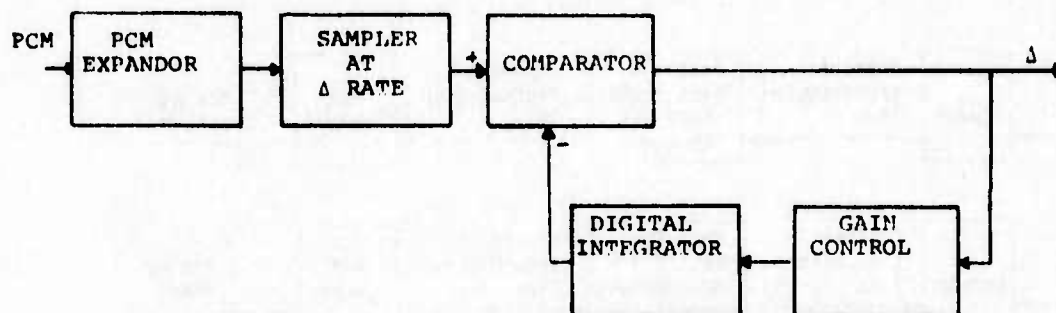 PCM
PCM
EXPANDOR
SAMPLER
AT
Δ RATE
+
COMPARATOR
Δ
-
DIGITAL
INTEGRATOR
GAIN
CONTROL